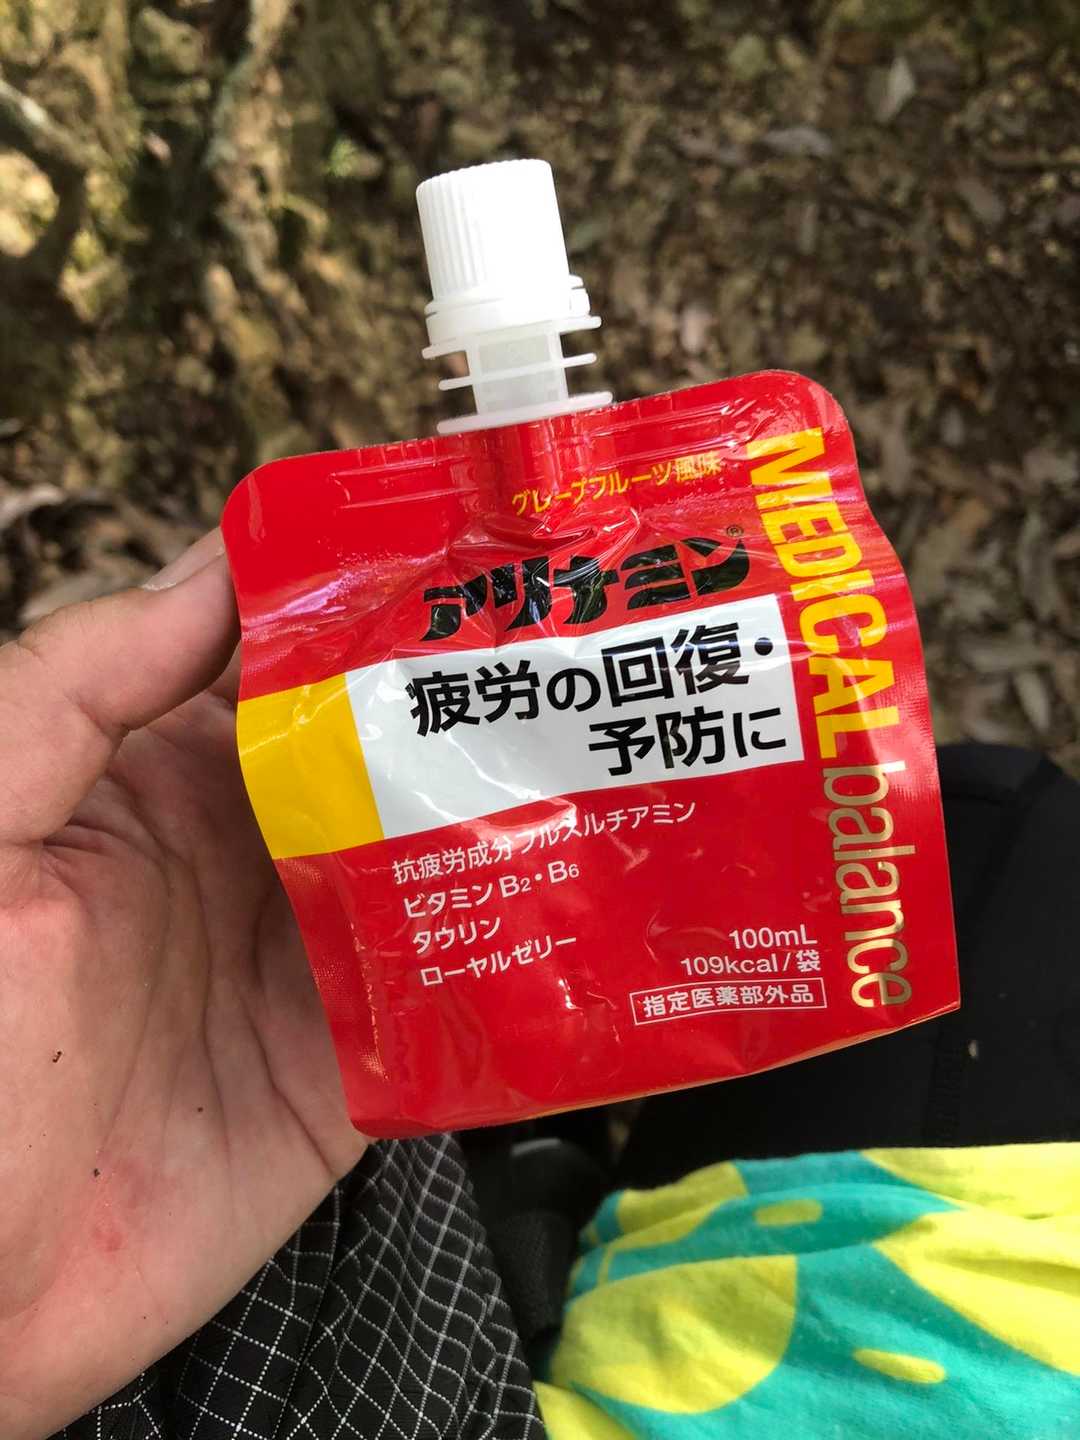 グレープフルーツ風味
アリナミン®
疲労の回復・
予防に
MEDICAL balance
抗疲労成分フルスルチアミン
ビタミンB2・B6
タウリン
ローヤルゼリー
100mL
109kcal/袋
指定医薬部外品